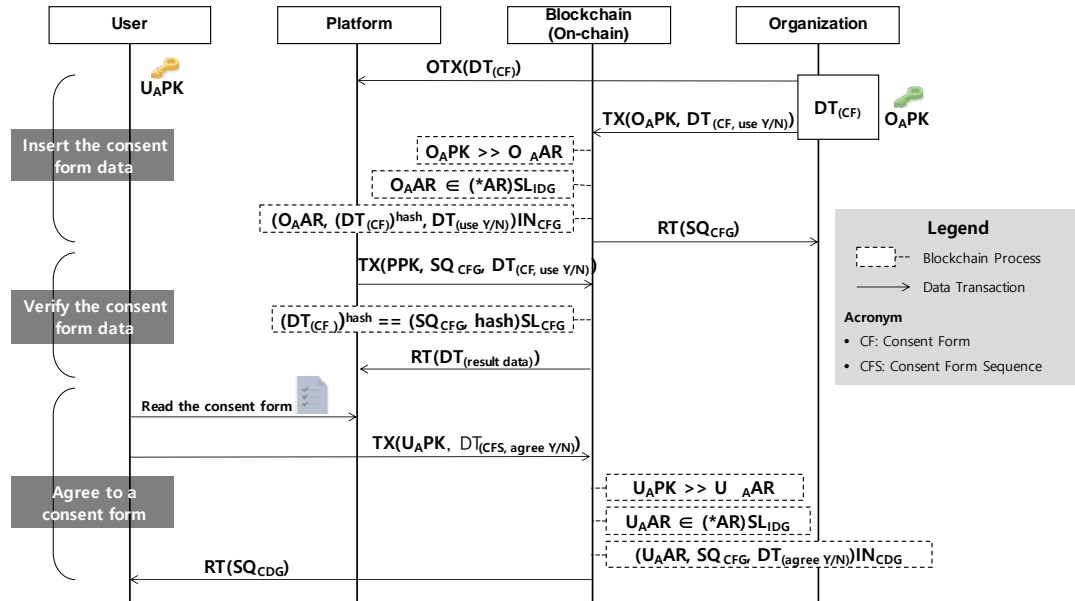 User
Platform
Blockchain
(On-chain)
Organization
OTX(DT(CF))
UAPK
DT(CF)
OAPK
TX(OAPK, DT(CF, use Y/N))
Insert the consent
form data
OAPK >> O AAR
OAAR ∈ (*AR)SLIDG
(OAAR, (DT(CF))hash, DT(use Y/N))INCFG
RT(SQCFG)
Legend
Blockchain Process
Data Transaction
Acronym
• CF: Consent Form
• CFS: Consent Form Sequence
TX(PPK, SQCFG, DT(CF, use Y/N))
Verify the consent
form data
(DT(CF ))hash == (SQCFG, hash)SLCFG
RT(DT(result data))
Read the consent form
TX(UAPK, DT(CFS, agree Y/N))
Agree to a
consent form
UAPK >> U AAR
UAAR ∈ (*AR)SLIDG
(UAAR, SQCFG, DT(agree Y/N))INCDG
RT(SQCDG)